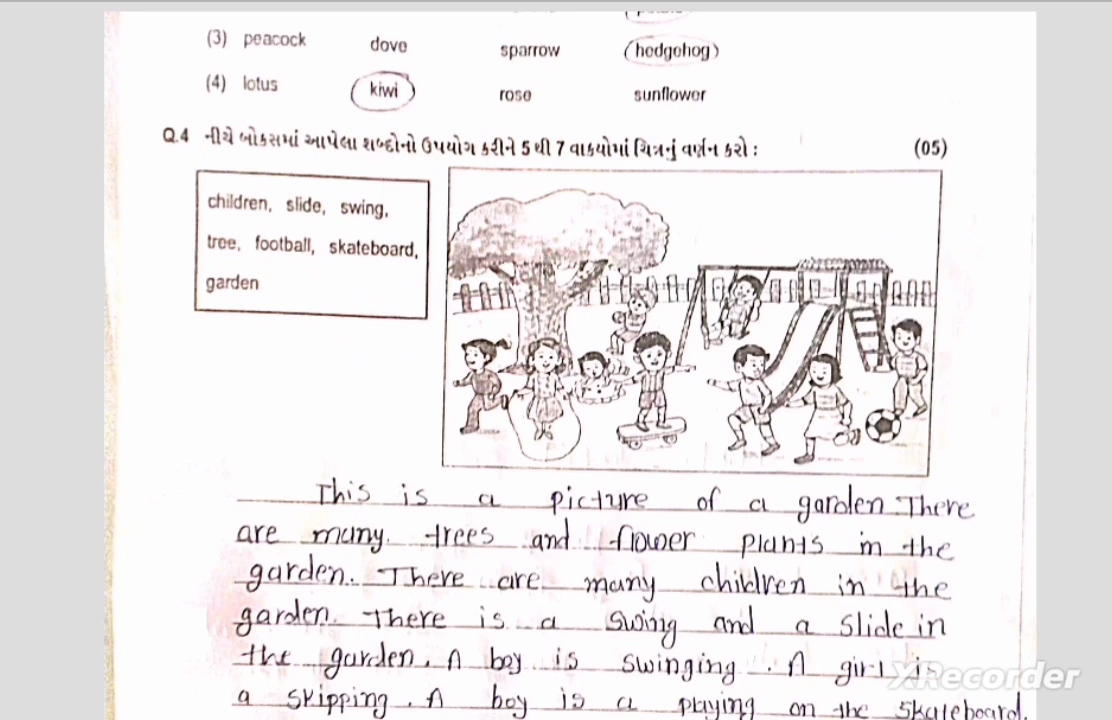 (3) peacock dove sparrow hedgehog
(4) lotus kiwi rose sunflower
Q.4 નીચે બોક્સમાં આપેલા શબ્દોનો ઉપયોગ કરીને 5 થી 7 વાક્યોમાં ચિત્રનું વર્ણન કરો : (05)
children, slide, swing,
tree, football, skateboard,
garden
This is a picture of a garden. There
are many trees and flower plants in the
garden. There are many children in the
garden. There is a swing and a slide in
the garden. A boy is swinging. A girl is
a skipping. A boy is a playing on the skateboard.
XRecorder